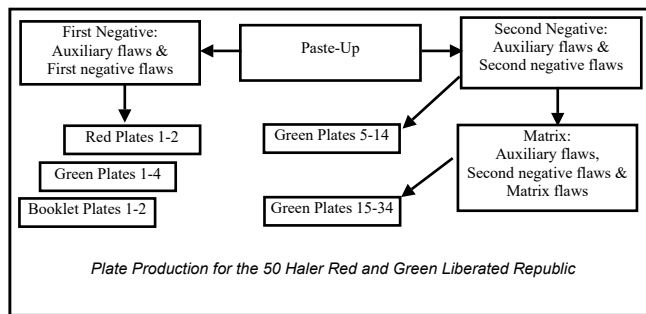 First Negative:
Auxiliary flaws &
First negative flaws
Paste-Up
Second Negative:
Auxiliary flaws &
Second negative flaws
Red Plates 1-2
Green Plates 5-14
Matrix:
Auxiliary flaws,
Second negative flaws &
Matrix flaws
Green Plates 1-4
Booklet Plates 1-2
Green Plates 15-34
Plate Production for the 50 Haler Red and Green Liberated Republic